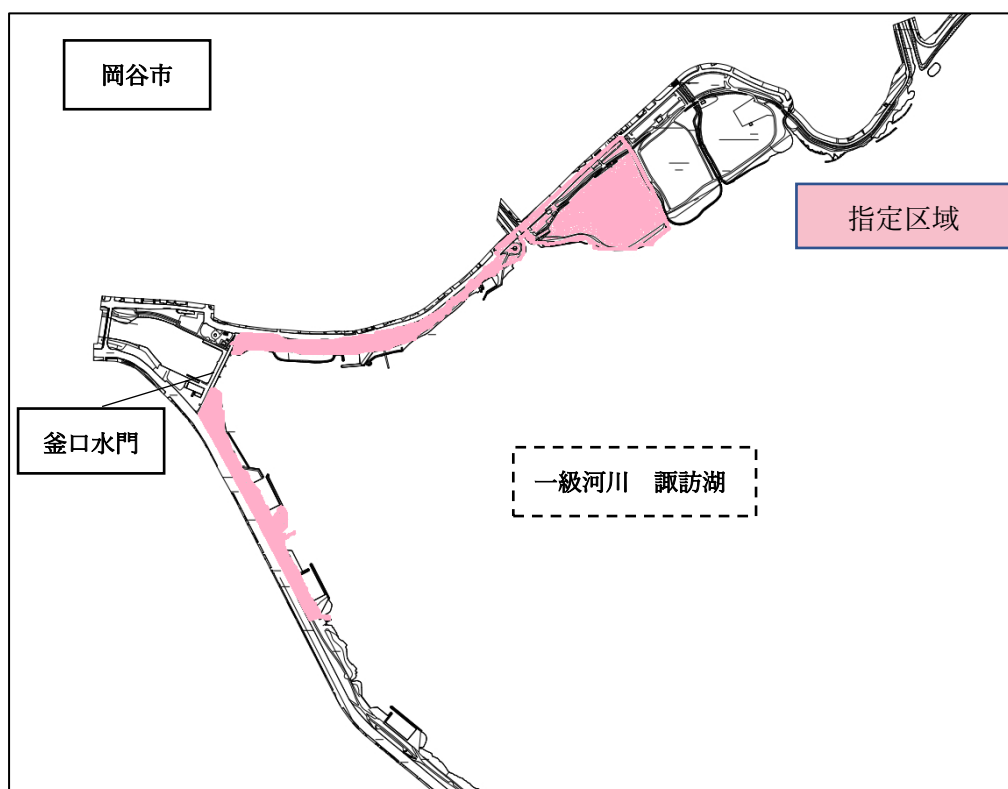 岡谷市
指定区域
釜口水門
一級河川　諏訪湖